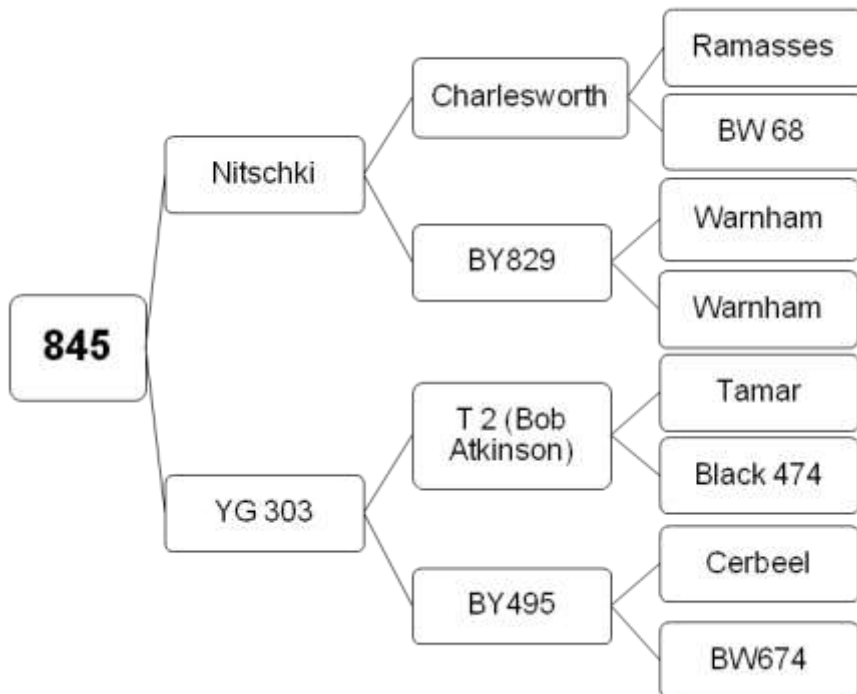 Ramasses
Charlesworth
BW 68
Nitschki
Warnham
BY829
Warnham
845
Tamar
T 2 (Bob
Atkinson)
Black 474
YG 303
Cerbeel
BY495
BW674